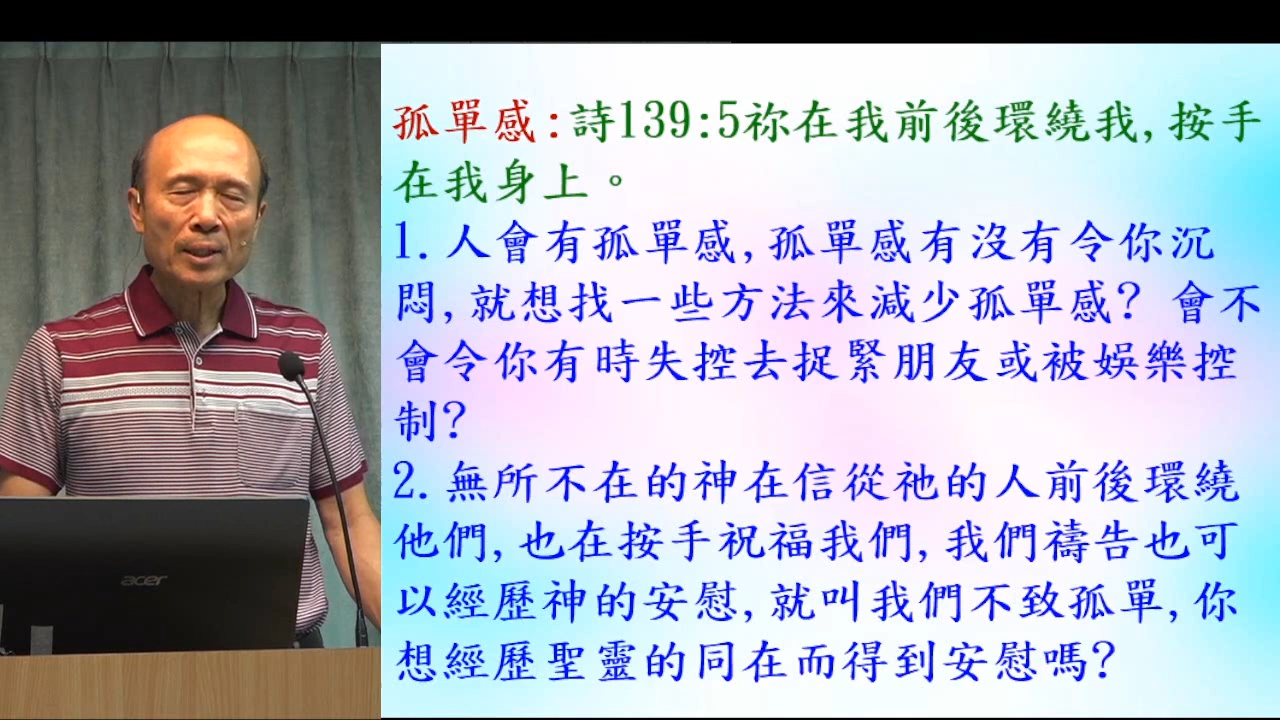 孤單感:詩139:5祢在我前後環繞我,按手
在我身上。
1.人會有孤單感,孤單感有沒有令你沉
悶,就想找一些方法來減少孤單感? 會不
會令你有時失控去捉緊朋友或被娛樂控
制?
2.無所不在的神在信從祂的人前後環繞
他們,也在按手祝福我們,我們禱告也可
以經歷神的安慰,就叫我們不致孤單,你
想經歷聖靈的同在而得到安慰嗎?
acer